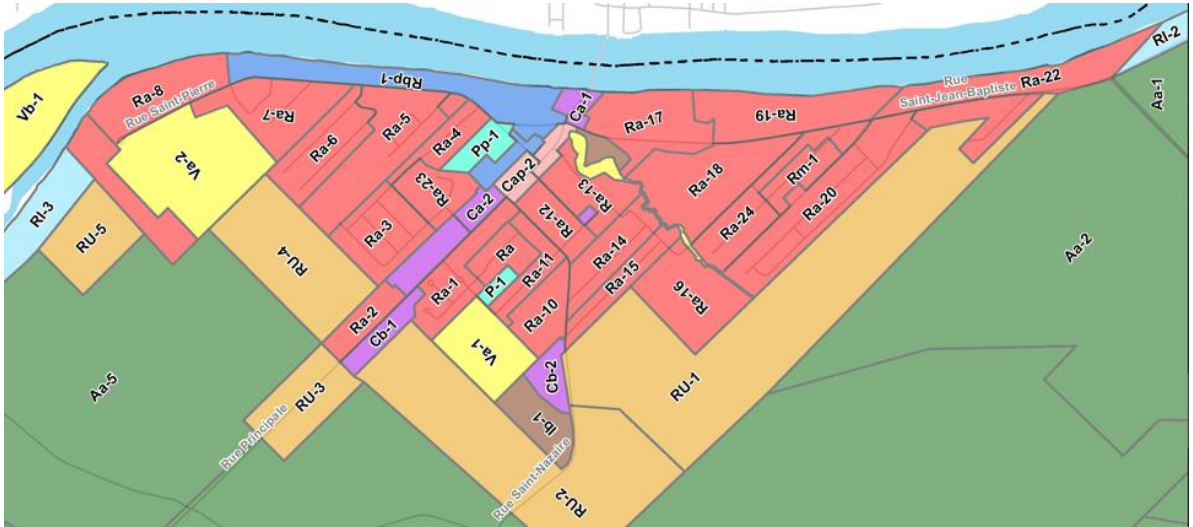 Vb-1
Ra-8
Rue Saint-Pierre
Rbp-1
Ca-1
Ra-17
Ra-19
Rue
Saint-Jean-Baptiste
Ra-22
RI-2
Aa-1
Va-2
Ra-7
Ra-6
Ra-5
Ra-4
Pp-1
Cap-2
Ra-13
Ra-18
Rm-1
Ra-20
Ra-24
RI-3
RU-5
RU-4
Ra-3
Ra-23
Ca-2
Ra-12
Ra
P-1
Ra-11
Ra-14
Ra-15
Ra-16
Aa-2
Ra-2
Cb-1
Ra-1
Va-1
Ra-10
Cb-2
RU-1
Aa-5
RU-3
Ib-1
Rue Principale
Rue Saint-Nazaire
RU-2